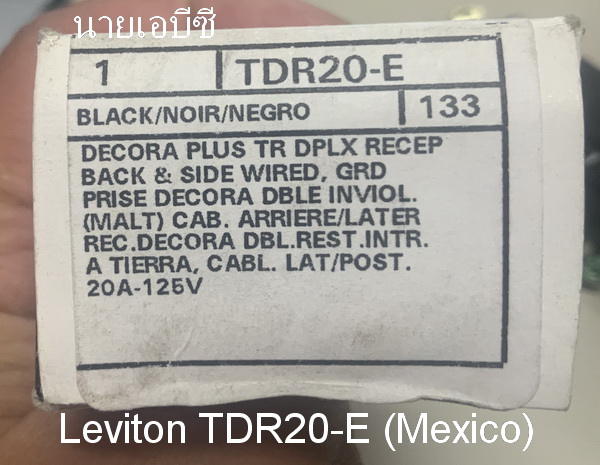 นายเอบีซี
1 TDR20-E
BLACK/NOIR/NEGRO 133
DECORA PLUS TR DPLX RECEP
BACK & SIDE WIRED, GRD
PRISE DECORA DBLE INVIOL.
(MALT) CAB. ARRIERE/LATER
REC.DECORA DBL.REST.INTR.
A TIERRA, CABL. LAT/POST.
20A-125V
Leviton TDR20-E (Mexico)